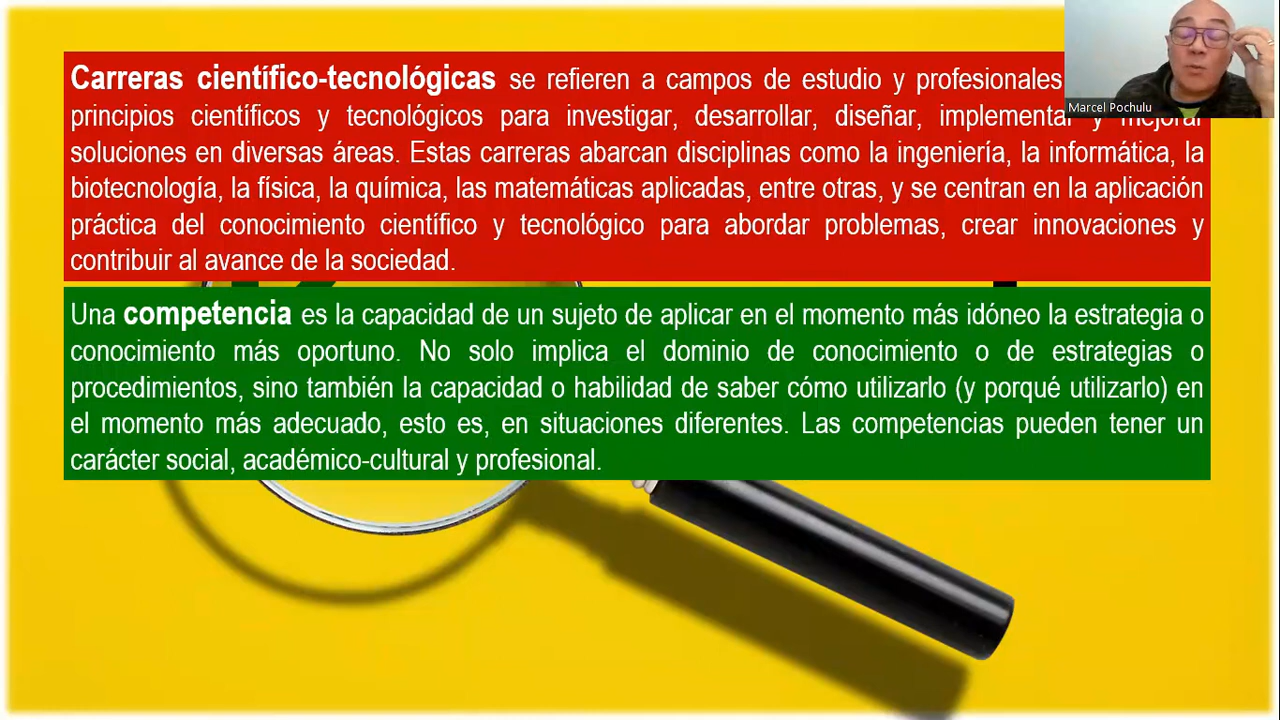 Carreras científico-tecnológicas se refieren a campos de estudio y profesionales
Marcel Pochulu
principios científicos y tecnológicos para investigar, desarrollar, diseñar, implementar y mejorar
soluciones en diversas áreas. Estas carreras abarcan disciplinas como la ingeniería, la informática, la
biotecnología, la física, la química, las matemáticas aplicadas, entre otras, y se centran en la aplicación
práctica del conocimiento científico y tecnológico para abordar problemas, crear innovaciones y
contribuir al avance de la sociedad.
Una competencia es la capacidad de un sujeto de aplicar en el momento más idóneo la estrategia o
conocimiento más oportuno. No solo implica el dominio de conocimiento o de estrategias o
procedimientos, sino también la capacidad o habilidad de saber cómo utilizarlo (y porqué utilizarlo) en
el momento más adecuado, esto es, en situaciones diferentes. Las competencias pueden tener un
carácter social, académico-cultural y profesional.